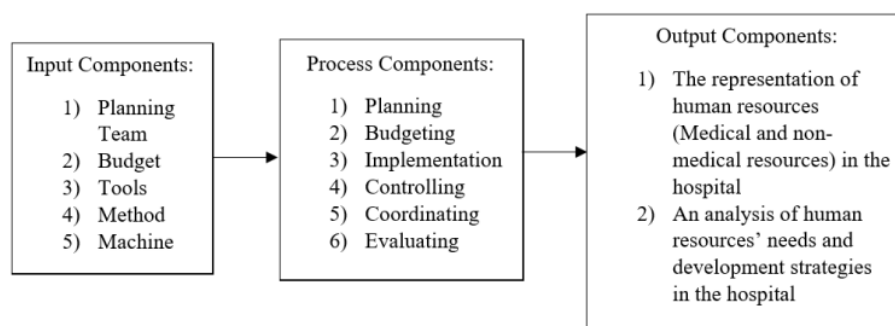 Input Components:
1) Planning
Team
2) Budget
3) Tools
4) Method
5) Machine
Process Components:
1) Planning
2) Budgeting
3) Implementation
4) Controlling
5) Coordinating
6) Evaluating
Output Components:
1) The representation of
human resources
(Medical and non-
medical resources) in the
hospital
2) An analysis of human
resources’ needs and
development strategies
in the hospital